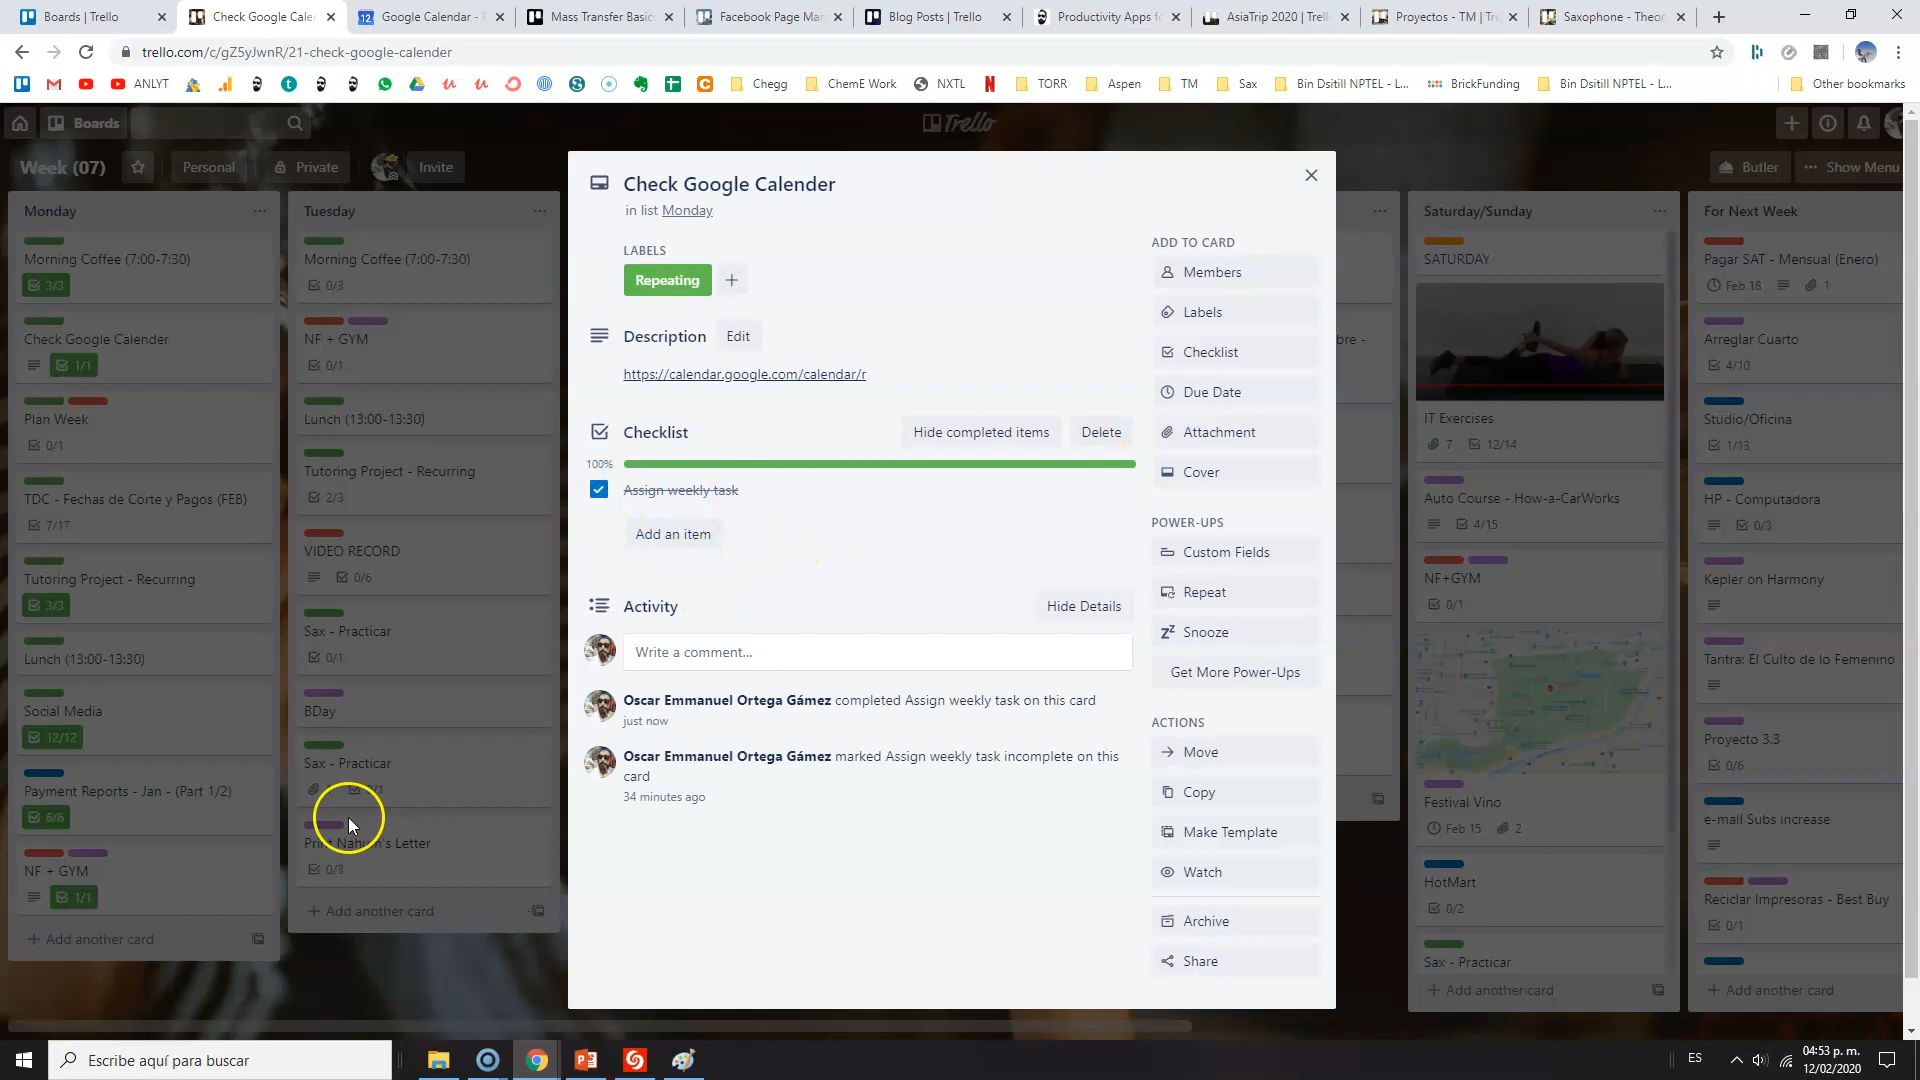 Boards | Trello
Check Google Cale
Google Calendar - F
Mass Transfer Basic
Facebook Page Ma
Blog Posts | Trello
Productivity Apps fo
AsiaTrip 2020 | Trell
Proyectos - TM | Tre
Saxophone - Theor
trello.com/c/gZ5yJwnR/21-check-google-calender
ANLYT
Chegg
ChemE Work
NXTL
TORR
Aspen
TM
Sax
Bin Dsitill NPTEL - L...
BrickFunding
Bin Dsitill NPTEL - L...
Other bookmarks
Boards
Trello
Week (07)
Personal
Private
Invite
Butler
Show Menu
Monday
Morning Coffee (7:00-7:30)
3/3
Check Google Calender
1/1
Plan Week
0/1
TDC - Fechas de Corte y Pagos (FEB)
7/17
Tutoring Project - Recurring
3/3
Lunch (13:00-13:30)
Social Media
12/12
Payment Reports - Jan - (Part 1/2)
6/6
NF + GYM
1/1
+ Add another card
Tuesday
Morning Coffee (7:00-7:30)
0/3
NF + GYM
0/1
Lunch (13:00-13:30)
Tutoring Project - Recurring
2/3
VIDEO RECORD
0/6
Sax - Practicar
0/1
BDay
Sax - Practicar
Print Nahum's Letter
0/3
+ Add another card
Check Google Calender
in list Monday
LABELS
Repeating
Description
Edit
https://calendar.google.com/calendar/r
Checklist
Hide completed items
Delete
100%
Assign weekly task
Add an item
Activity
Hide Details
Write a comment...
Oscar Emmanuel Ortega Gámez completed Assign weekly task on this card
just now
Oscar Emmanuel Ortega Gámez marked Assign weekly task incomplete on this
card
34 minutes ago
ADD TO CARD
Members
Labels
Checklist
Due Date
Attachment
Cover
POWER-UPS
Custom Fields
Repeat
Snooze
Get More Power-Ups
ACTIONS
Move
Copy
Make Template
Watch
Archive
Share
bre -
Saturday/Sunday
SATURDAY
IT Exercises
7
12/14
Auto Course - How-a-CarWorks
4/15
NF+GYM
0/1
Festival Vino
Feb 15
2
HotMart
0/2
Sax - Practicar
+ Add another card
For Next Week
Pagar SAT - Mensual (Enero)
Feb 18
1
Arreglar Cuarto
4/10
Studio/Oficina
1/13
HP - Computadora
0/3
Kepler on Harmony
Tantra: El Culto de lo Femenino
Proyecto 3.3
0/6
e-mail Subs increase
Reciclar Impresoras - Best Buy
0/1
+ Add another card
Escribe aquí para buscar
ES
04:53 p. m.
12/02/2020